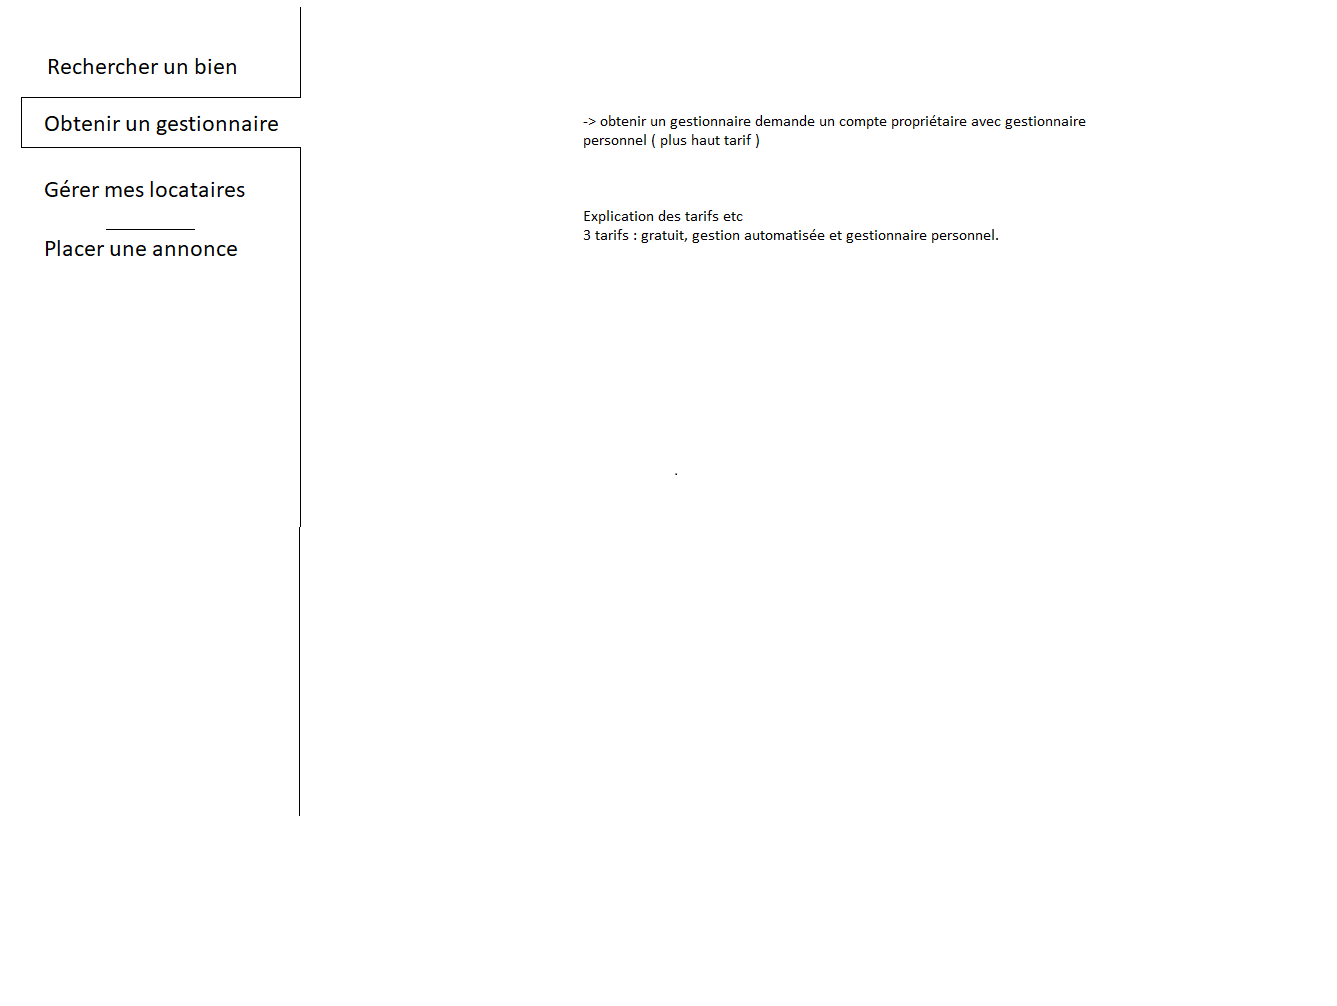 Rechercher un bien
Obtenir un gestionnaire
Gérer mes locataires
Placer une annonce
-> obtenir un gestionnaire demande un compte propriétaire avec gestionnaire
personnel ( plus haut tarif )
Explication des tarifs etc
3 tarifs : gratuit, gestion automatisée et gestionnaire personnel.
.